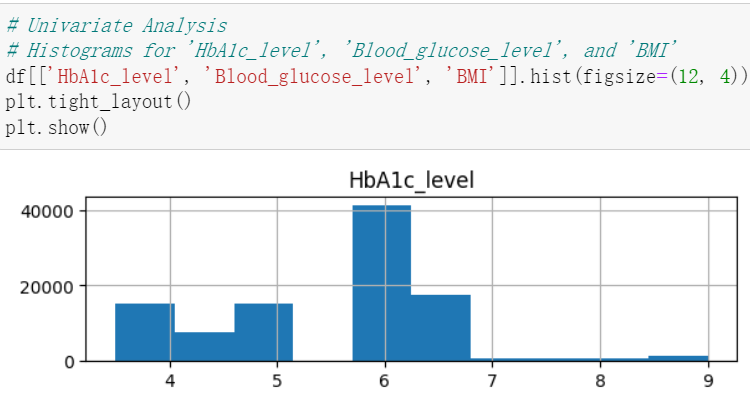 # Univariate Analysis
# Histograms for 'HbA1c_level', 'Blood_glucose_level', and 'BMI'
df[['HbA1c_level', 'Blood_glucose_level', 'BMI']].hist(figsize=(12, 4))
plt.tight_layout()
plt.show()
HbA1c_level
40000
20000
0
4 5 6 7 8 9